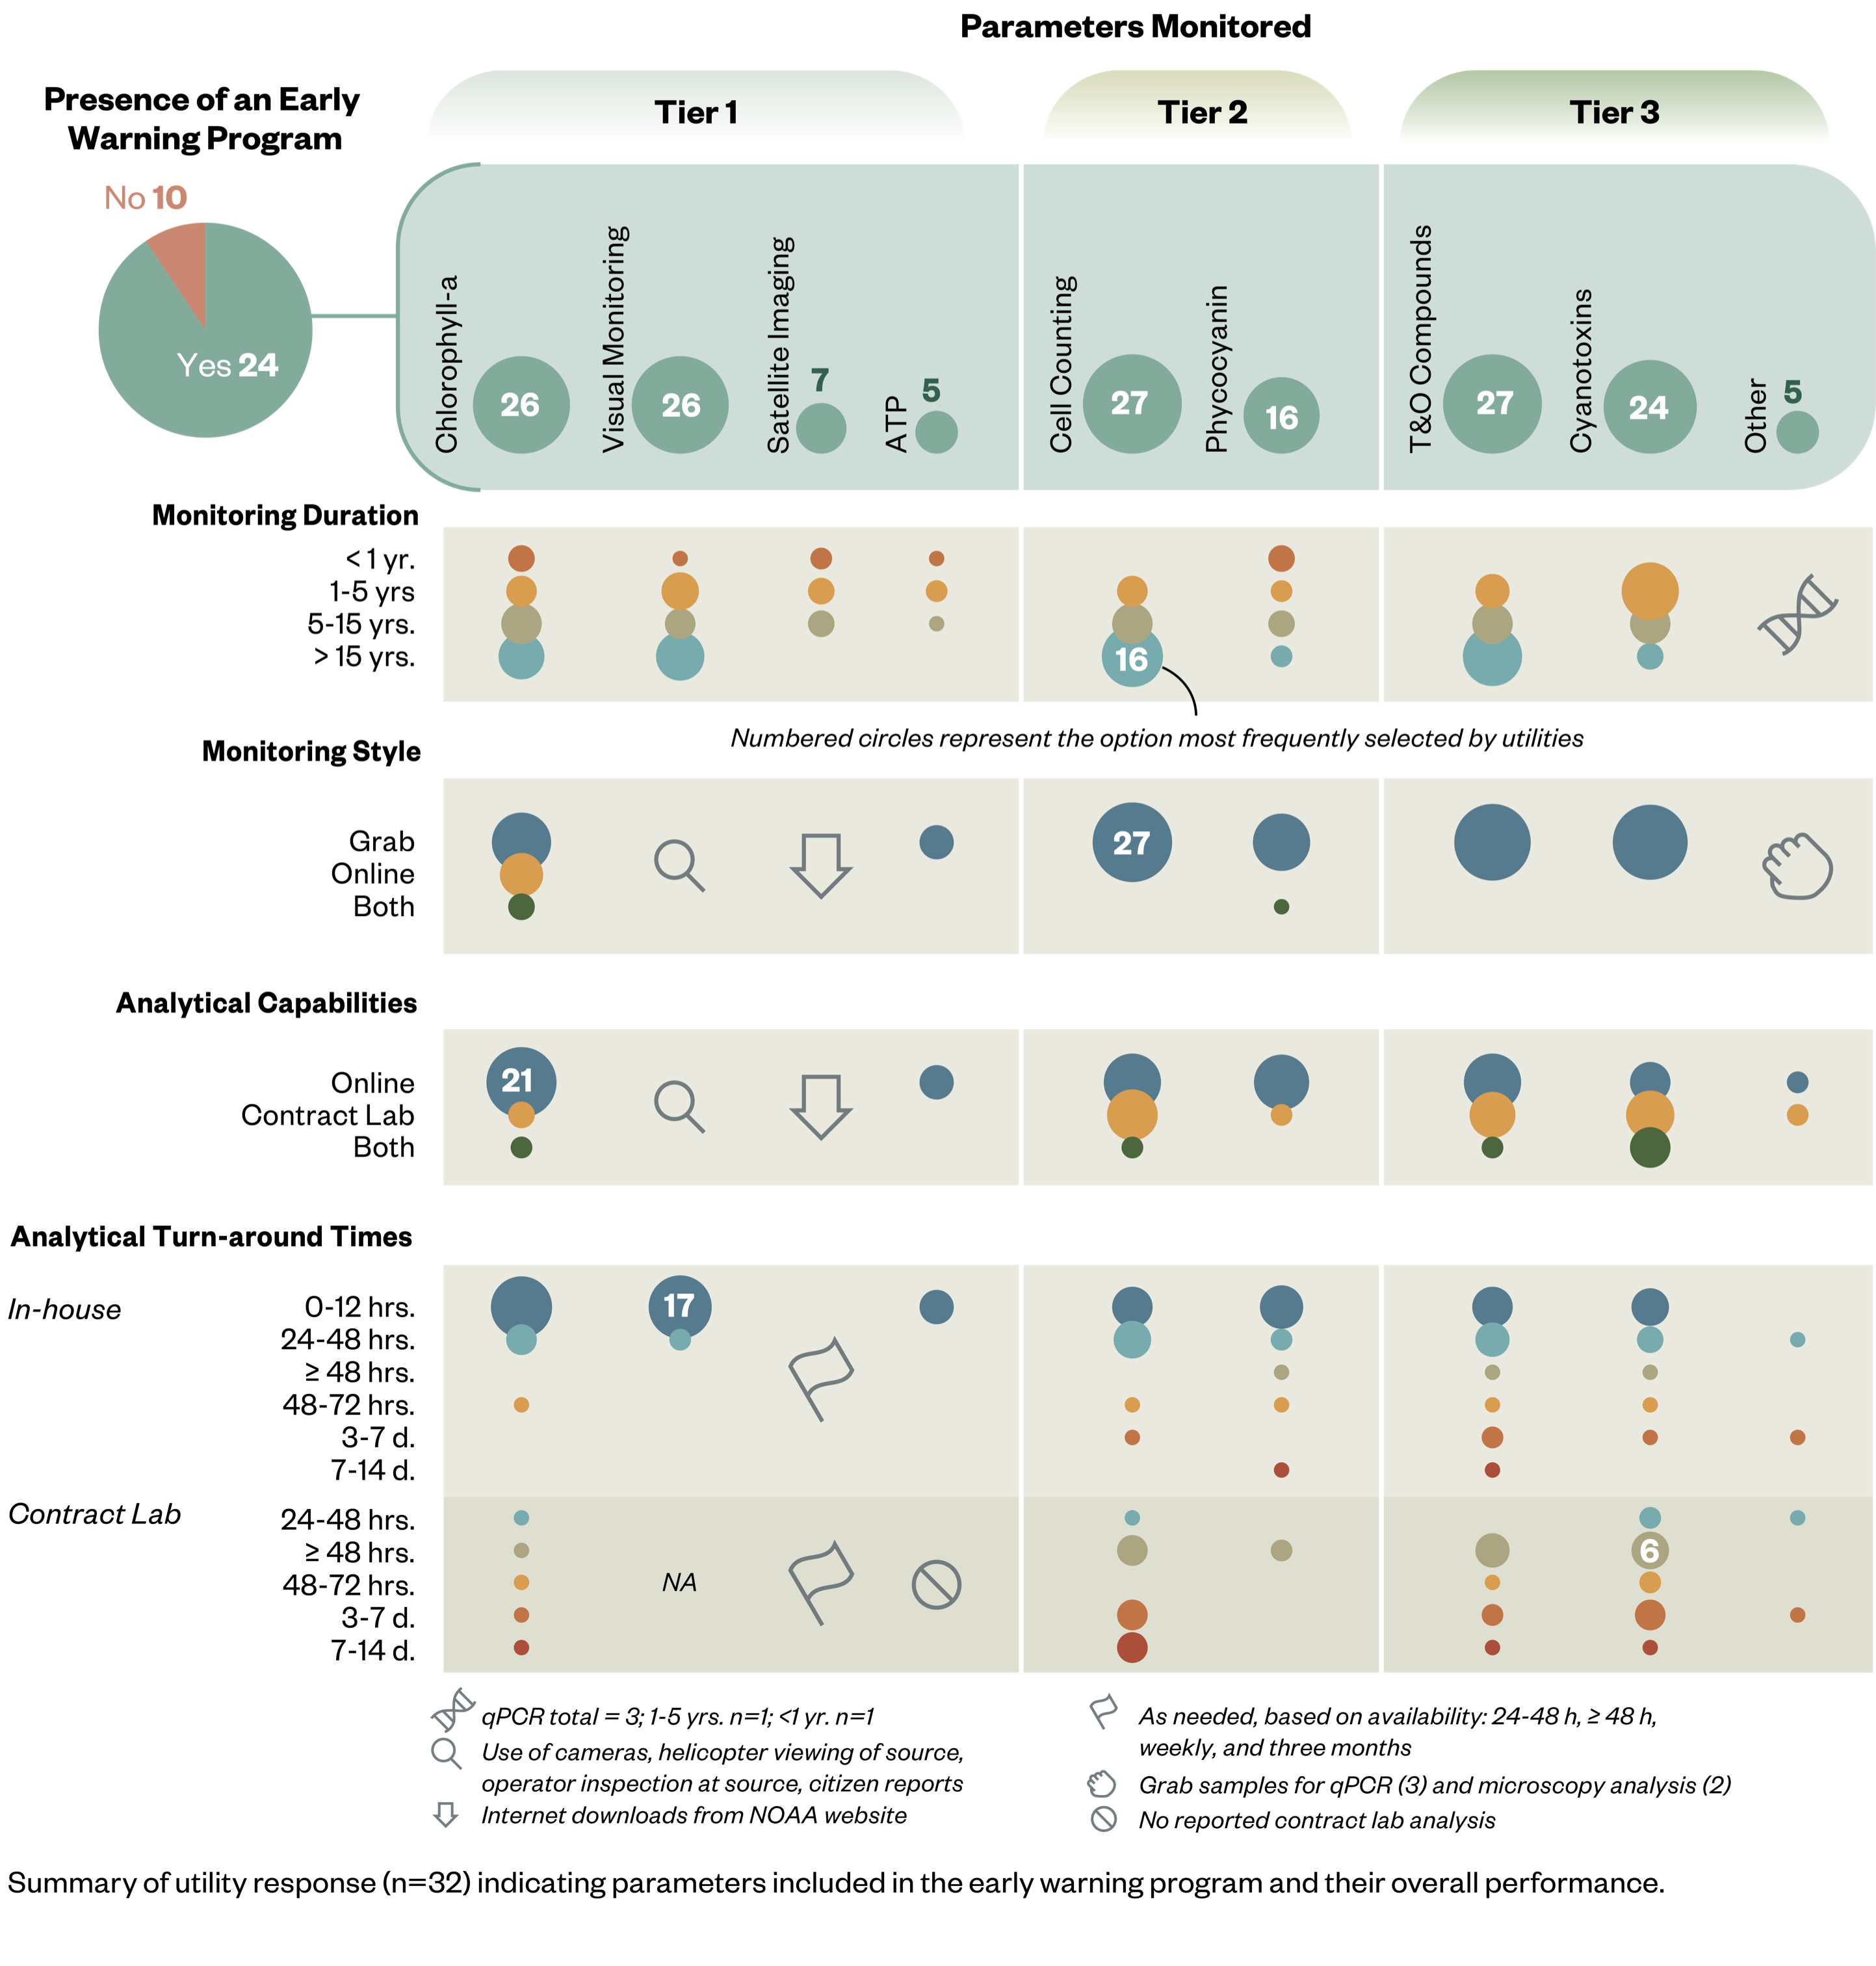 Parameters Monitored
Presence of an Early
Warning Program
No 10
Yes 24
Tier 1
Tier 2
Tier 3
Chlorophyll-a
26
Visual Monitoring
26
Satellite Imaging
7
ATP
5
Cell Counting
27
Phycocyanin
16
T&O Compounds
27
Cyanotoxins
24
Other
5
Monitoring Duration
< 1 yr.
1-5 yrs
5-15 yrs.
> 15 yrs.
16
Numbered circles represent the option most frequently selected by utilities
Monitoring Style
Grab
27
Online
Both
Analytical Capabilities
Online
21
Contract Lab
Both
Analytical Turn-around Times
In-house
0-12 hrs.
17
24-48 hrs.
≥ 48 hrs.
48-72 hrs.
3-7 d.
7-14 d.
Contract Lab
24-48 hrs.
≥ 48 hrs.
6
48-72 hrs.
NA
3-7 d.
7-14 d.
qPCR total = 3; 1-5 yrs. n=1; <1 yr. n=1
Use of cameras, helicopter viewing of source,
operator inspection at source, citizen reports
Internet downloads from NOAA website
As needed, based on availability: 24-48 h, ≥ 48 h,
weekly, and three months
Grab samples for qPCR (3) and microscopy analysis (2)
No reported contract lab analysis
Summary of utility response (n=32) indicating parameters included in the early warning program and their overall performance.